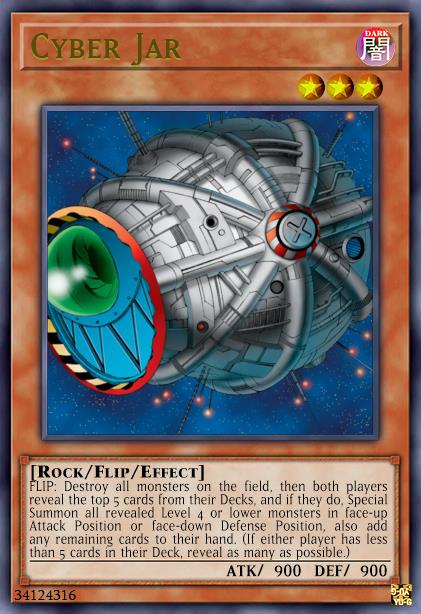 CYBER JAR
DARK
闇
[ROCK/FLIP/EFFECT]
FLIP: Destroy all monsters on the field, then both players
reveal the top 5 cards from their Decks, and if they do, Special
Summon all revealed Level 4 or lower monsters in face-up
Attack Position or face-down Defense Position, also add
any remaining cards to their hand. (If either player has less
than 5 cards in their Deck, reveal as many as possible.)
ATK/ 900 DEF/ 900
34124316